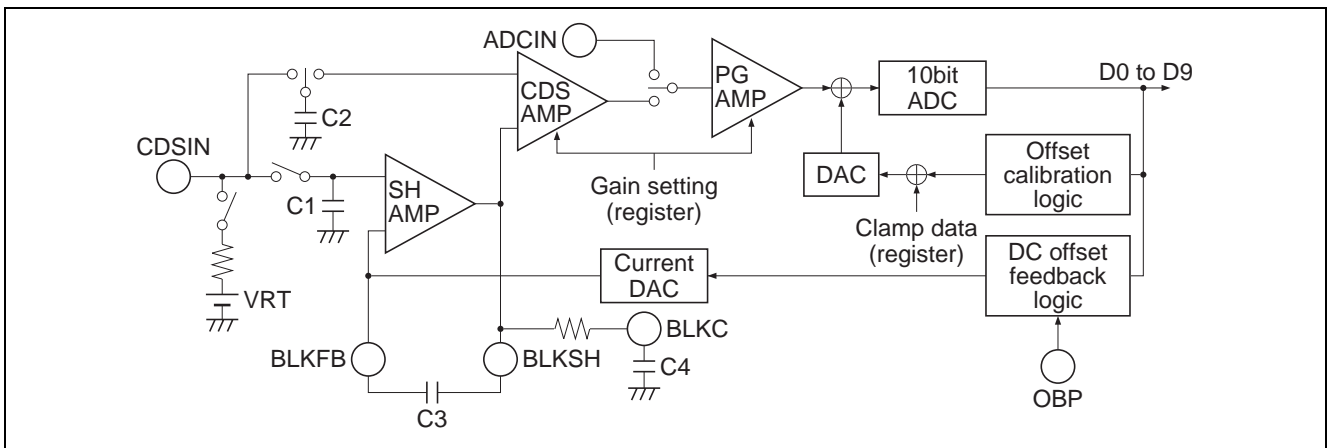 ADCIN
CDS
AMP
PG
AMP
10bit
ADC
D0 to D9
C2
CDSIN
C1
SH
AMP
Gain setting
(register)
DAC
Offset
calibration
logic
Clamp data
(register)
VRT
Current
DAC
DC offset
feedback
logic
BLKFB
BLKSH
BLKC
C4
C3
OBP